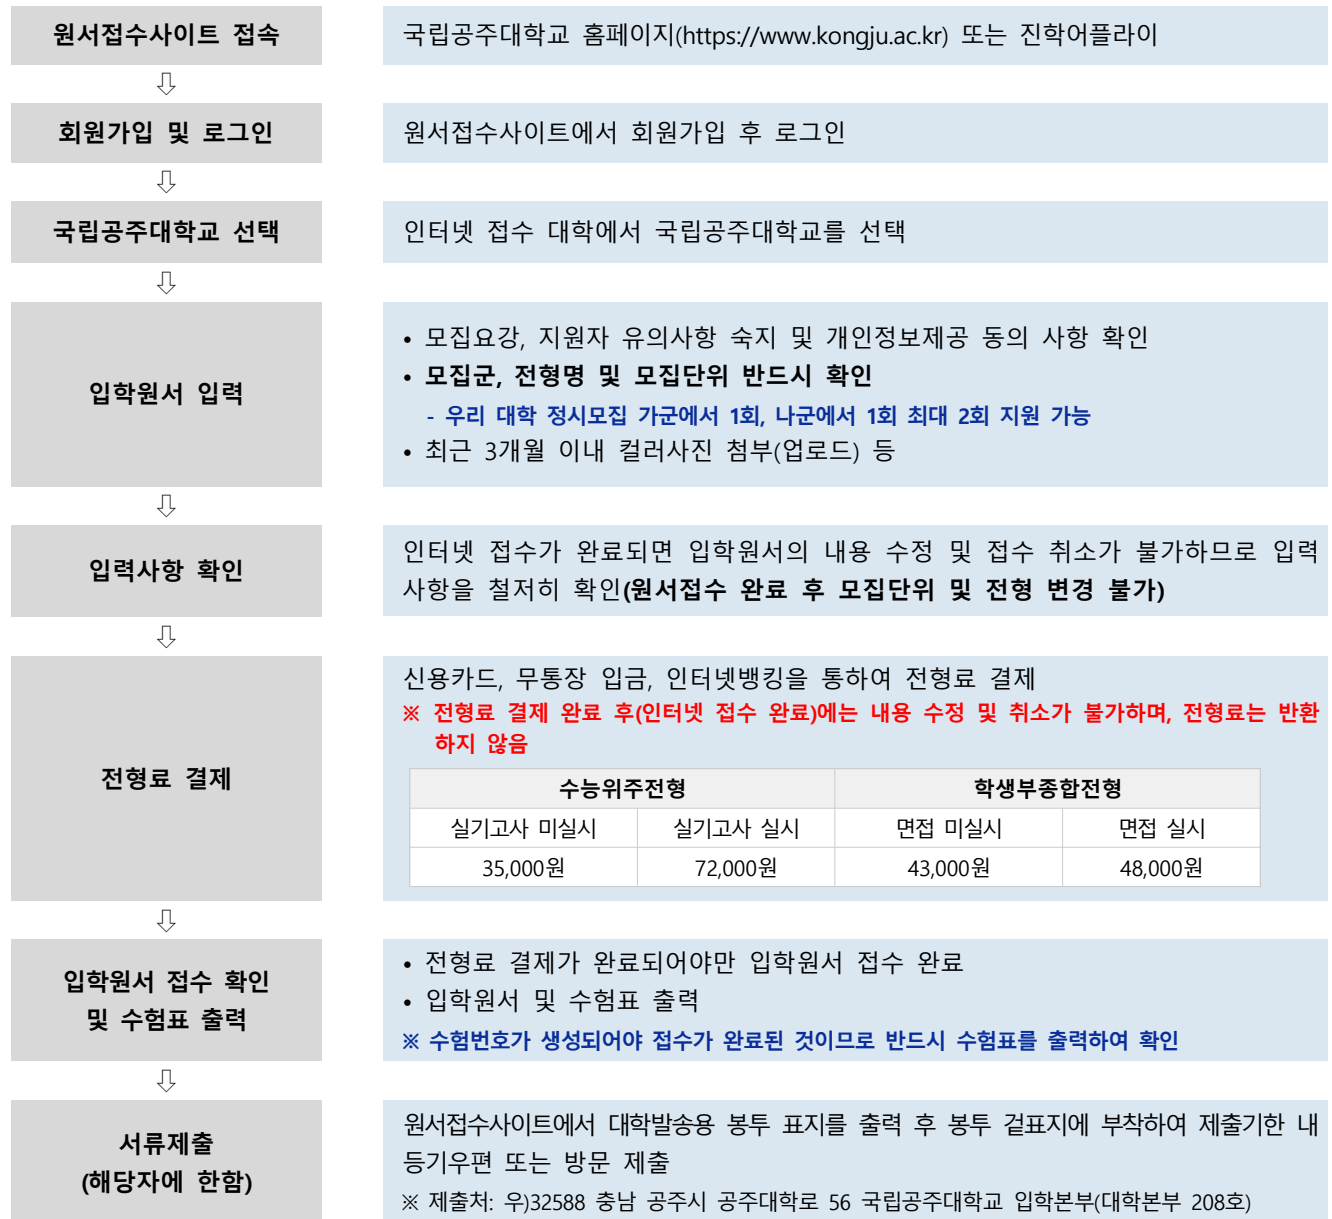 원서접수사이트 접속
국립공주대학교 홈페이지(https://www.kongju.ac.kr) 또는 진학어플라이
⇩
회원가입 및 로그인
원서접수사이트에서 회원가입 후 로그인
⇩
국립공주대학교 선택
인터넷 접수 대학에서 국립공주대학교를 선택
⇩
입학원서 입력
• 모집요강, 지원자 유의사항 숙지 및 개인정보제공 동의 사항 확인
• 모집군, 전형명 및 모집단위 반드시 확인
- 우리 대학 정시모집 가군에서 1회, 나군에서 1회 최대 2회 지원 가능
• 최근 3개월 이내 컬러사진 첨부(업로드) 등
⇩
입력사항 확인
인터넷 접수가 완료되면 입학원서의 내용 수정 및 접수 취소가 불가하므로 입력
사항을 철저히 확인(원서접수 완료 후 모집단위 및 전형 변경 불가)
⇩
전형료 결제
신용카드, 무통장 입금, 인터넷뱅킹을 통하여 전형료 결제
※ 전형료 결제 완료 후(인터넷 접수 완료)에는 내용 수정 및 취소가 불가하며, 전형료는 반환
하지 않음
수능위주전형 학생부종합전형
실기고사 미실시 실기고사 실시 면접 미실시 면접 실시
35,000원 72,000원 43,000원 48,000원
⇩
입학원서 접수 확인
및 수험표 출력
• 전형료 결제가 완료되어야만 입학원서 접수 완료
• 입학원서 및 수험표 출력
※ 수험번호가 생성되어야 접수가 완료된 것이므로 반드시 수험표를 출력하여 확인
⇩
서류제출
(해당자에 한함)
원서접수사이트에서 대학발송용 봉투 표지를 출력 후 봉투 겉표지에 부착하여 제출기한 내
등기우편 또는 방문 제출
※ 제출처: 우)32588 충남 공주시 공주대학로 56 국립공주대학교 입학본부(대학본부 208호)